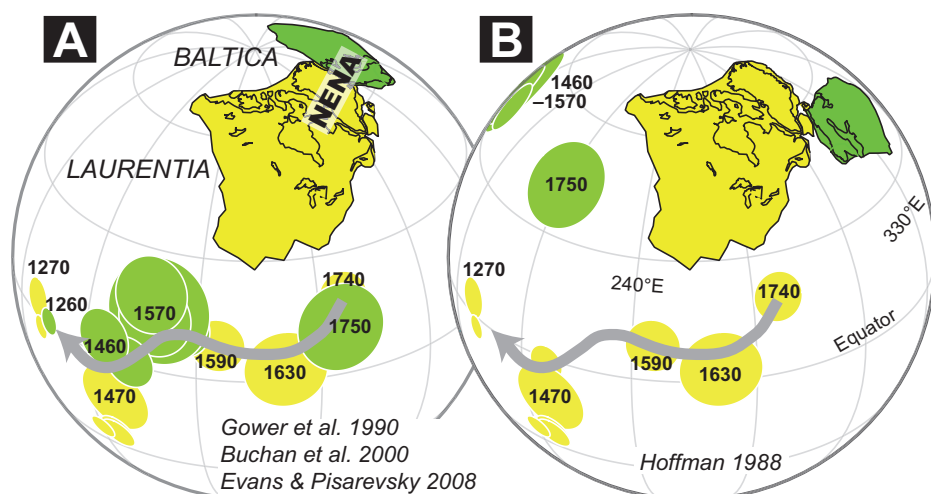 A
BALTICA
NENA
LAURENTIA
1270
1260
1570
1740
1750
1460
1590
1630
1470
Gower et al. 1990
Buchan et al. 2000
Evans & Pisarevsky 2008
B
1460
–1570
1750
330°E
1270
240°E
1740
Equator
1590
1630
1470
Hoffman 1988